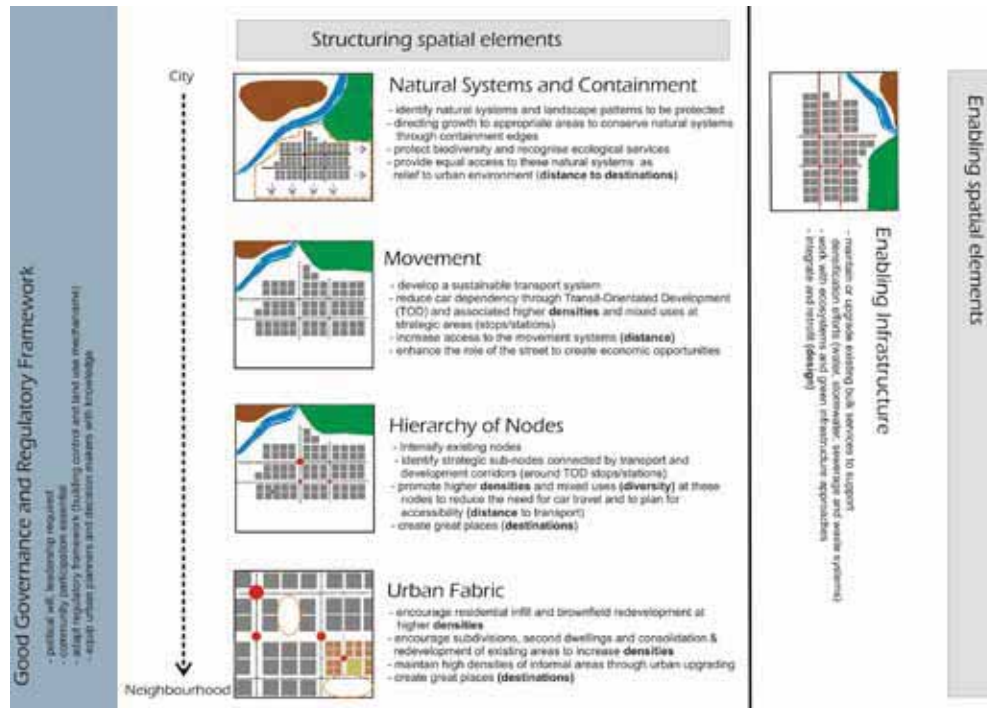 Structuring spatial elements
City
Natural Systems and Containment
- identify natural systems and landscape patterns to be protected
- directing growth to appropriate areas to conserve natural systems
through containment edges
- protect biodiversity and recognise ecological services
- provide equal access to these natural systems as
relief to urban environment (distance to destinations)
Movement
- develop a sustainable transport system
- reduce car dependency through Transit-Orientated Development
(TOD) and associated higher densities and mixed uses at
strategic areas (stops/stations)
- increase access to the movement systems (distance)
- enhance the role of the street to create economic opportunities
Hierarchy of Nodes
- Intensify existing nodes
- identify strategic sub-nodes connected by transport and
development corridors (around TOD stops/stations)
- promote higher densities and mixed uses (diversity) at these
nodes to reduce the need for car travel and to plan for
accessibility (distance to transport)
- create great places (destinations)
Urban Fabric
- encourage residential infill and brownfield redevelopment at
higher densities
- encourage subdivisions, second dwellings and consolidation &
redevelopment of existing areas to increase densities
- maintain high densities of informal areas through urban upgrading
- create great places (destinations)
Neighbourhood
Good Governance and Regulatory Framework
- political will, leadership required
- community participation essential
- adapt regulatory framework (building control and land use mechanisms)
- equip urban planners and decision makers with knowledge
Enabling Infrastructure
- maintain or upgrade existing bulk services to support
densification efforts (water, stormwater, sewerage and waste systems)
- work with ecosystems and green infrastructure approaches
- integrate and retrofit (design)
Enabling spatial elements